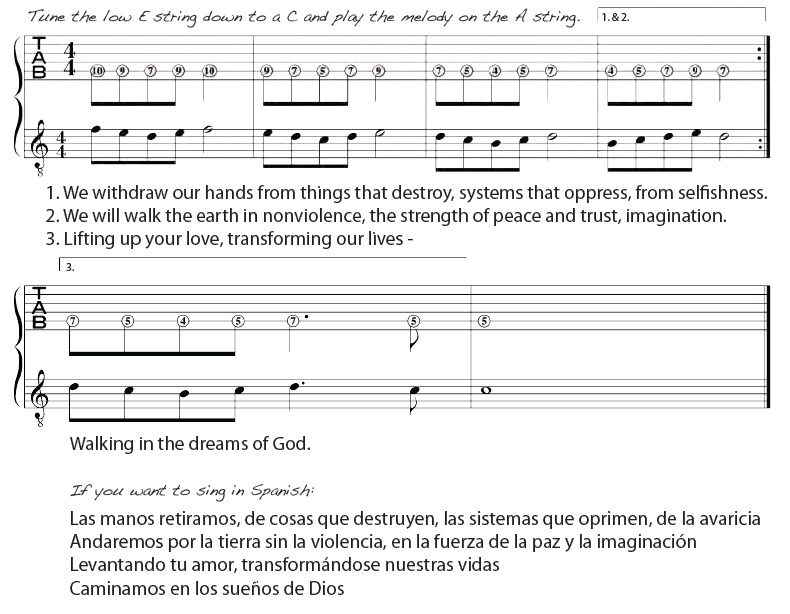 Tune the low E string down to a C and play the melody on the A string.
1. & 2.
T
A
B
4
4
10 9 7 9 10 9 7 5 7 9 7 5 4 5 7 4 5 7 9 7
4
4
8
1. We withdraw our hands from things that destroy, systems that oppress, from selfishness.
2. We will walk the earth in nonviolence, the strength of peace and trust, imagination.
3. Lifting up your love, transforming our lives -
3.
T
A
B
7 5 4 5 7 5 5
8
Walking in the dreams of God.
If you want to sing in Spanish:
Las manos retiramos, de cosas que destruyen, las sistemas que oprimen, de la avaricia
Andaremos por la tierra sin la violencia, en la fuerza de la paz y la imaginación
Levantando tu amor, transformándose nuestras vidas
Caminamos en los sueños de Dios